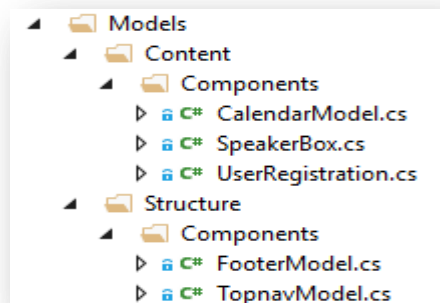 Models
Content
Components
C# CalendarModel.cs
C# SpeakerBox.cs
C# UserRegistration.cs
Structure
Components
C# FooterModel.cs
C# TopnavModel.cs